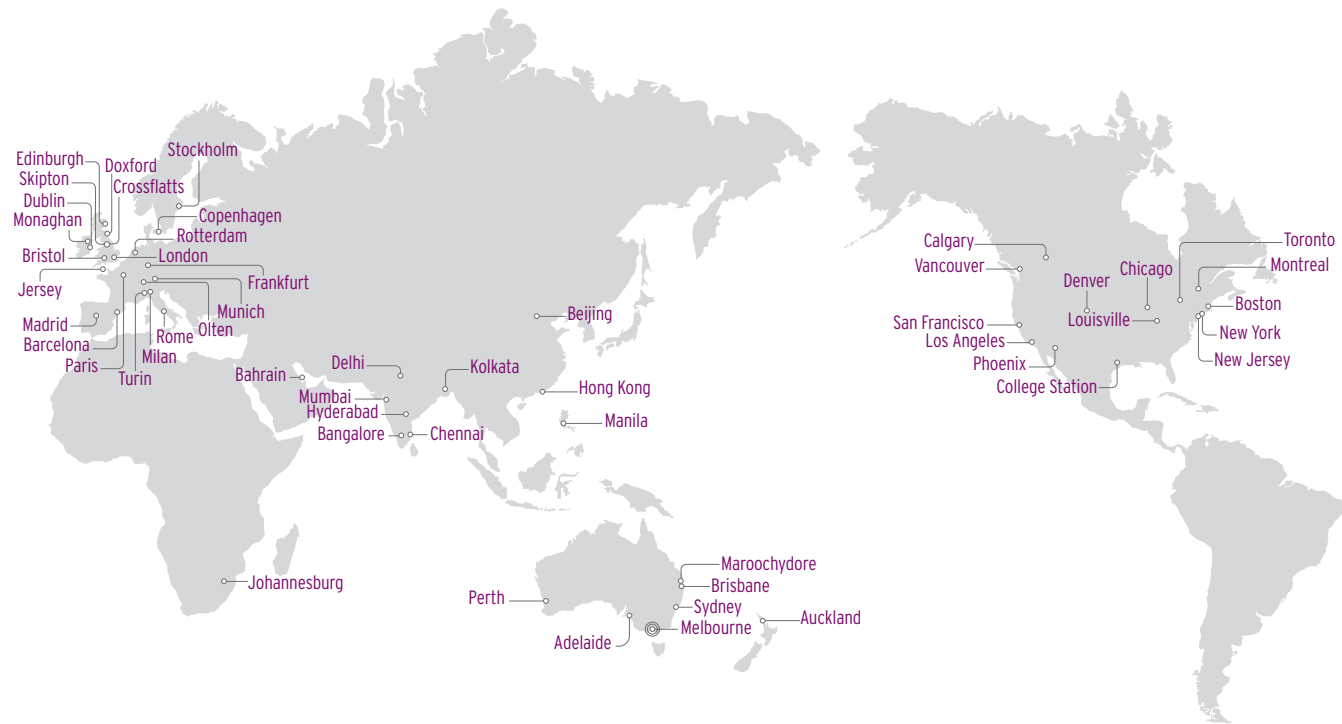 Edinburgh
Doxford
Stockholm
Skipton
Crossflatts
Dublin
Monaghan
Copenhagen
Rotterdam
Bristol
London
Jersey
Frankfurt
Munich
Madrid
Olten
Barcelona
Rome
Paris
Milan
Turin
Bahrain
Delhi
Kolkata
Beijing
Mumbai
Hyderabad
Bangalore
Chennai
Hong Kong
Manila
Johannesburg
Perth
Adelaide
Maroochydore
Brisbane
Sydney
Melbourne
Auckland
Calgary
Vancouver
Denver
Chicago
Toronto
Montreal
Boston
Louisville
San Francisco
Los Angeles
New York
New Jersey
Phoenix
College Station